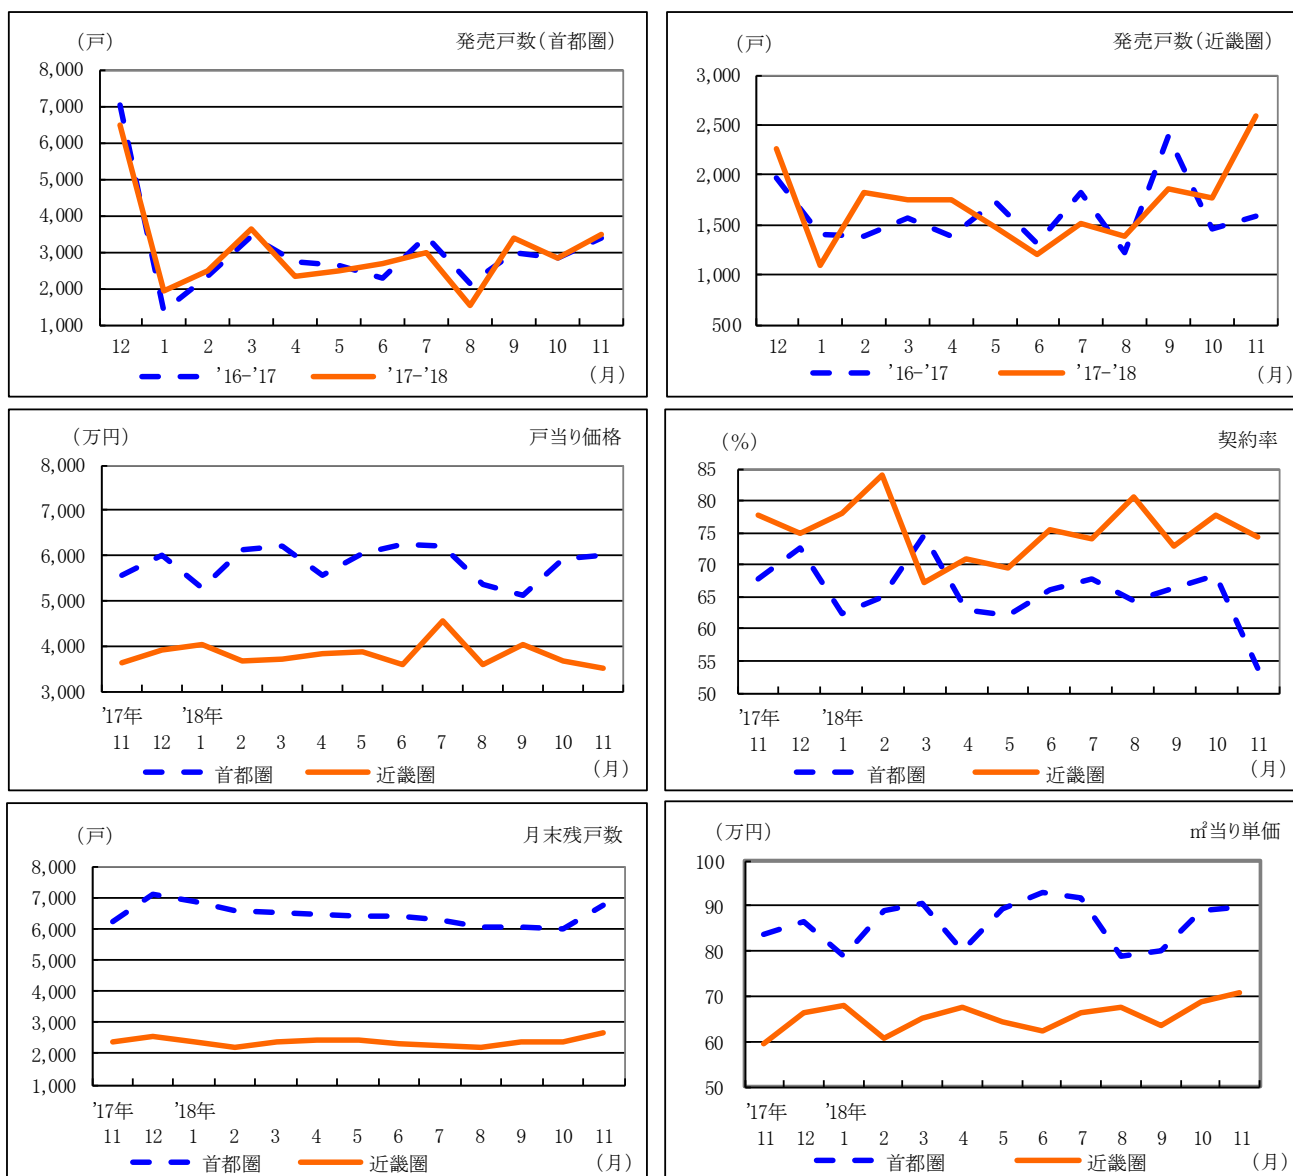 (戸)
発売戸数(首都圏)
8,000
7,000
6,000
5,000
4,000
3,000
2,000
1,000
12 1 2 3 4 5 6 7 8 9 10 11
'16-'17 '17-'18 (月)
(戸)
発売戸数(近畿圏)
3,000
2,500
2,000
1,500
1,000
500
12 1 2 3 4 5 6 7 8 9 10 11
'16-'17 '17-'18 (月)
(万円)
戸当り価格
8,000
7,000
6,000
5,000
4,000
3,000
'17年 '18年
11 12 1 2 3 4 5 6 7 8 9 10 11
首都圏 近畿圏 (月)
(%)
契約率
85
80
75
70
65
60
55
50
'17年 '18年
11 12 1 2 3 4 5 6 7 8 9 10 11
首都圏 近畿圏 (月)
(戸)
月末残戸数
8,000
7,000
6,000
5,000
4,000
3,000
2,000
1,000
'17年 '18年
11 12 1 2 3 4 5 6 7 8 9 10 11
首都圏 近畿圏 (月)
(万円)
㎡当り単価
100
90
80
70
60
50
'17年 '18年
11 12 1 2 3 4 5 6 7 8 9 10 11
首都圏 近畿圏 (月)